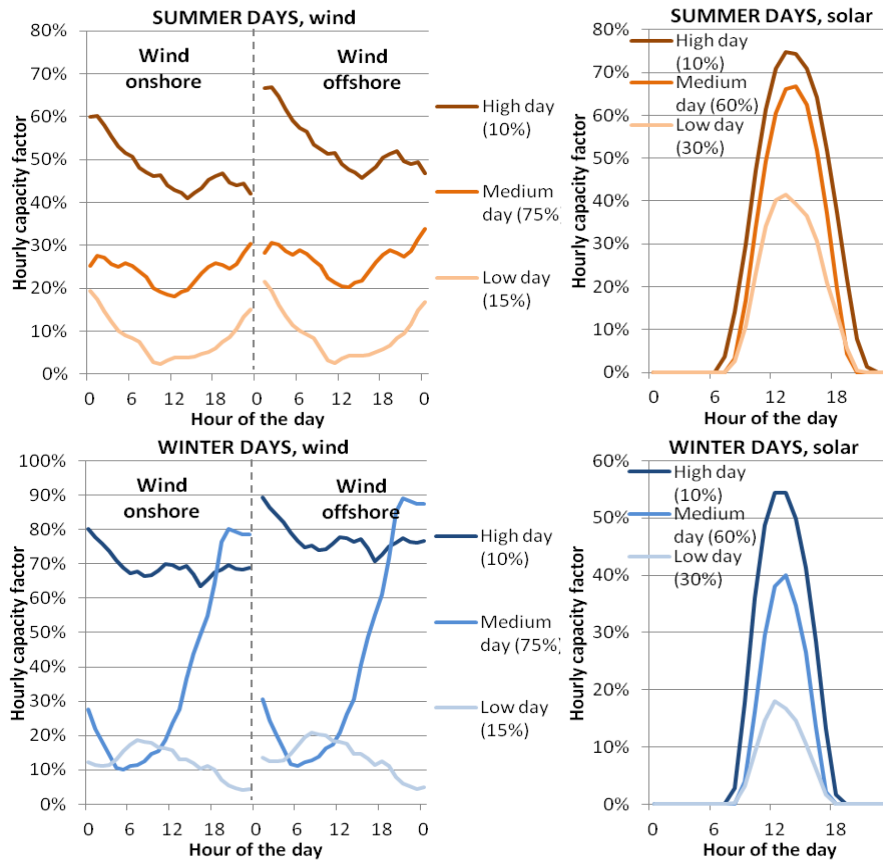 SUMMER DAYS, wind
80%
70%
60%
50%
40%
30%
20%
10%
0%
Hourly capacity factor
Wind
onshore
Wind
offshore
0 6 12 18 0 6 12 18 0
Hour of the day
High day
(10%)
Medium
day (75%)
Low day
(15%)
SUMMER DAYS, solar
80%
70%
60%
50%
40%
30%
20%
10%
0%
Hourly capacity factor
High day
(10%)
Medium
day (60%)
Low day
(30%)
0 6 12 18
Hour of the day
WINTER DAYS, wind
100%
90%
80%
70%
60%
50%
40%
30%
20%
10%
0%
Hourly capacity factor
Wind
onshore
Wind
offshore
0 6 12 18 0 6 12 18 0
Hour of the day
High day
(10%)
Medium
day (75%)
Low day
(15%)
WINTER DAYS, solar
60%
50%
40%
30%
20%
10%
0%
Hourly capacity factor
High day
(10%)
Medium
day (60%)
Low day
(30%)
0 6 12 18
Hour of the day